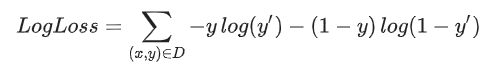 LogLoss = ∑_{(x,y)∈D} −y log(y′) − (1 − y) log(1 − y′)